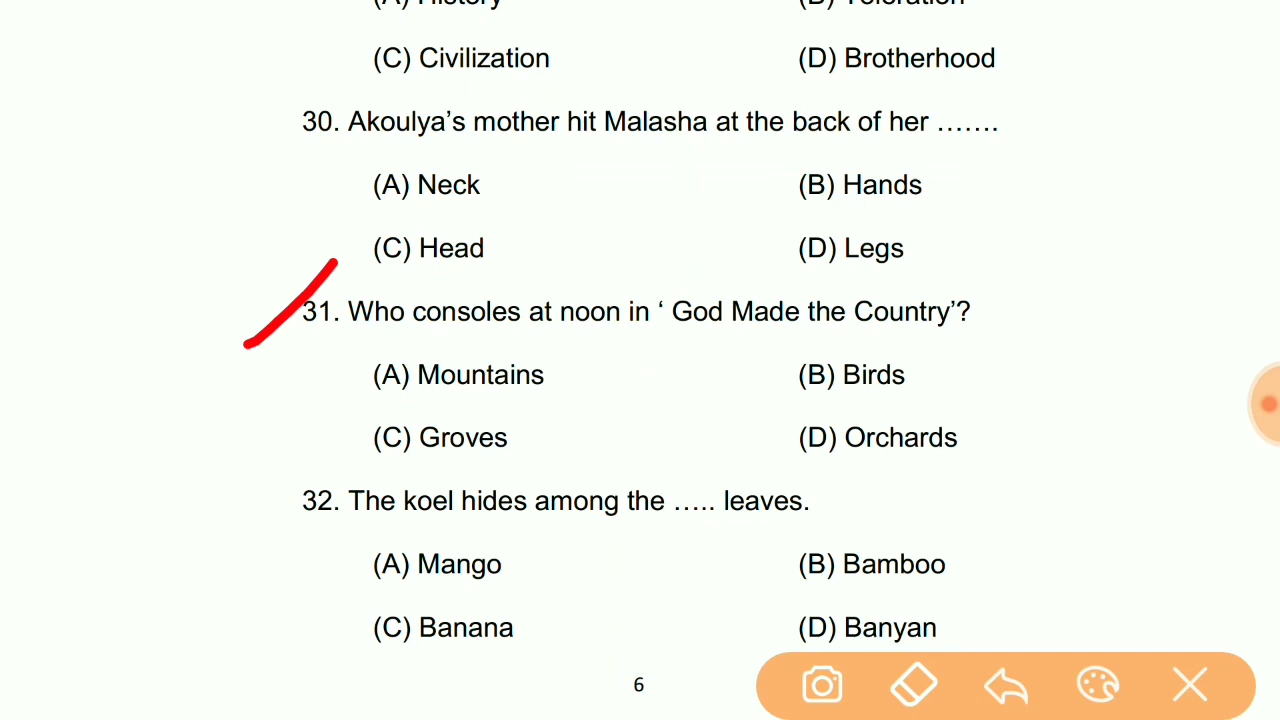 (A) History (B) Toleration
(C) Civilization (D) Brotherhood
30. Akoulya’s mother hit Malasha at the back of her …….
(A) Neck (B) Hands
(C) Head (D) Legs
31. Who consoles at noon in ‘ God Made the Country’?
(A) Mountains (B) Birds
(C) Groves (D) Orchards
32. The koel hides among the ….. leaves.
(A) Mango (B) Bamboo
(C) Banana (D) Banyan
6